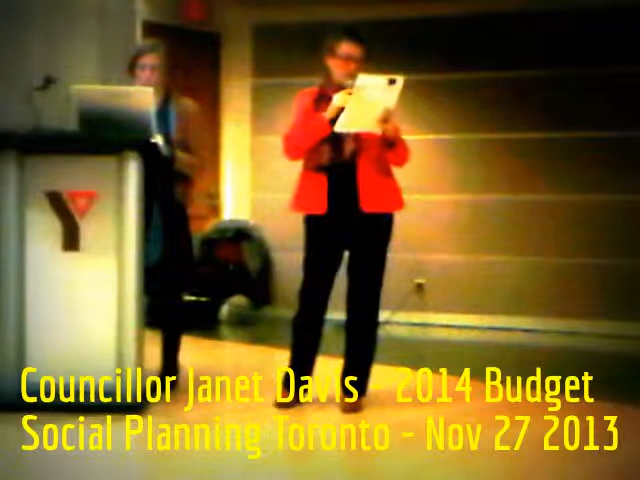 Councillor Janet Davis - 2014 Budget
Social Planning Toronto - Nov 27 2013